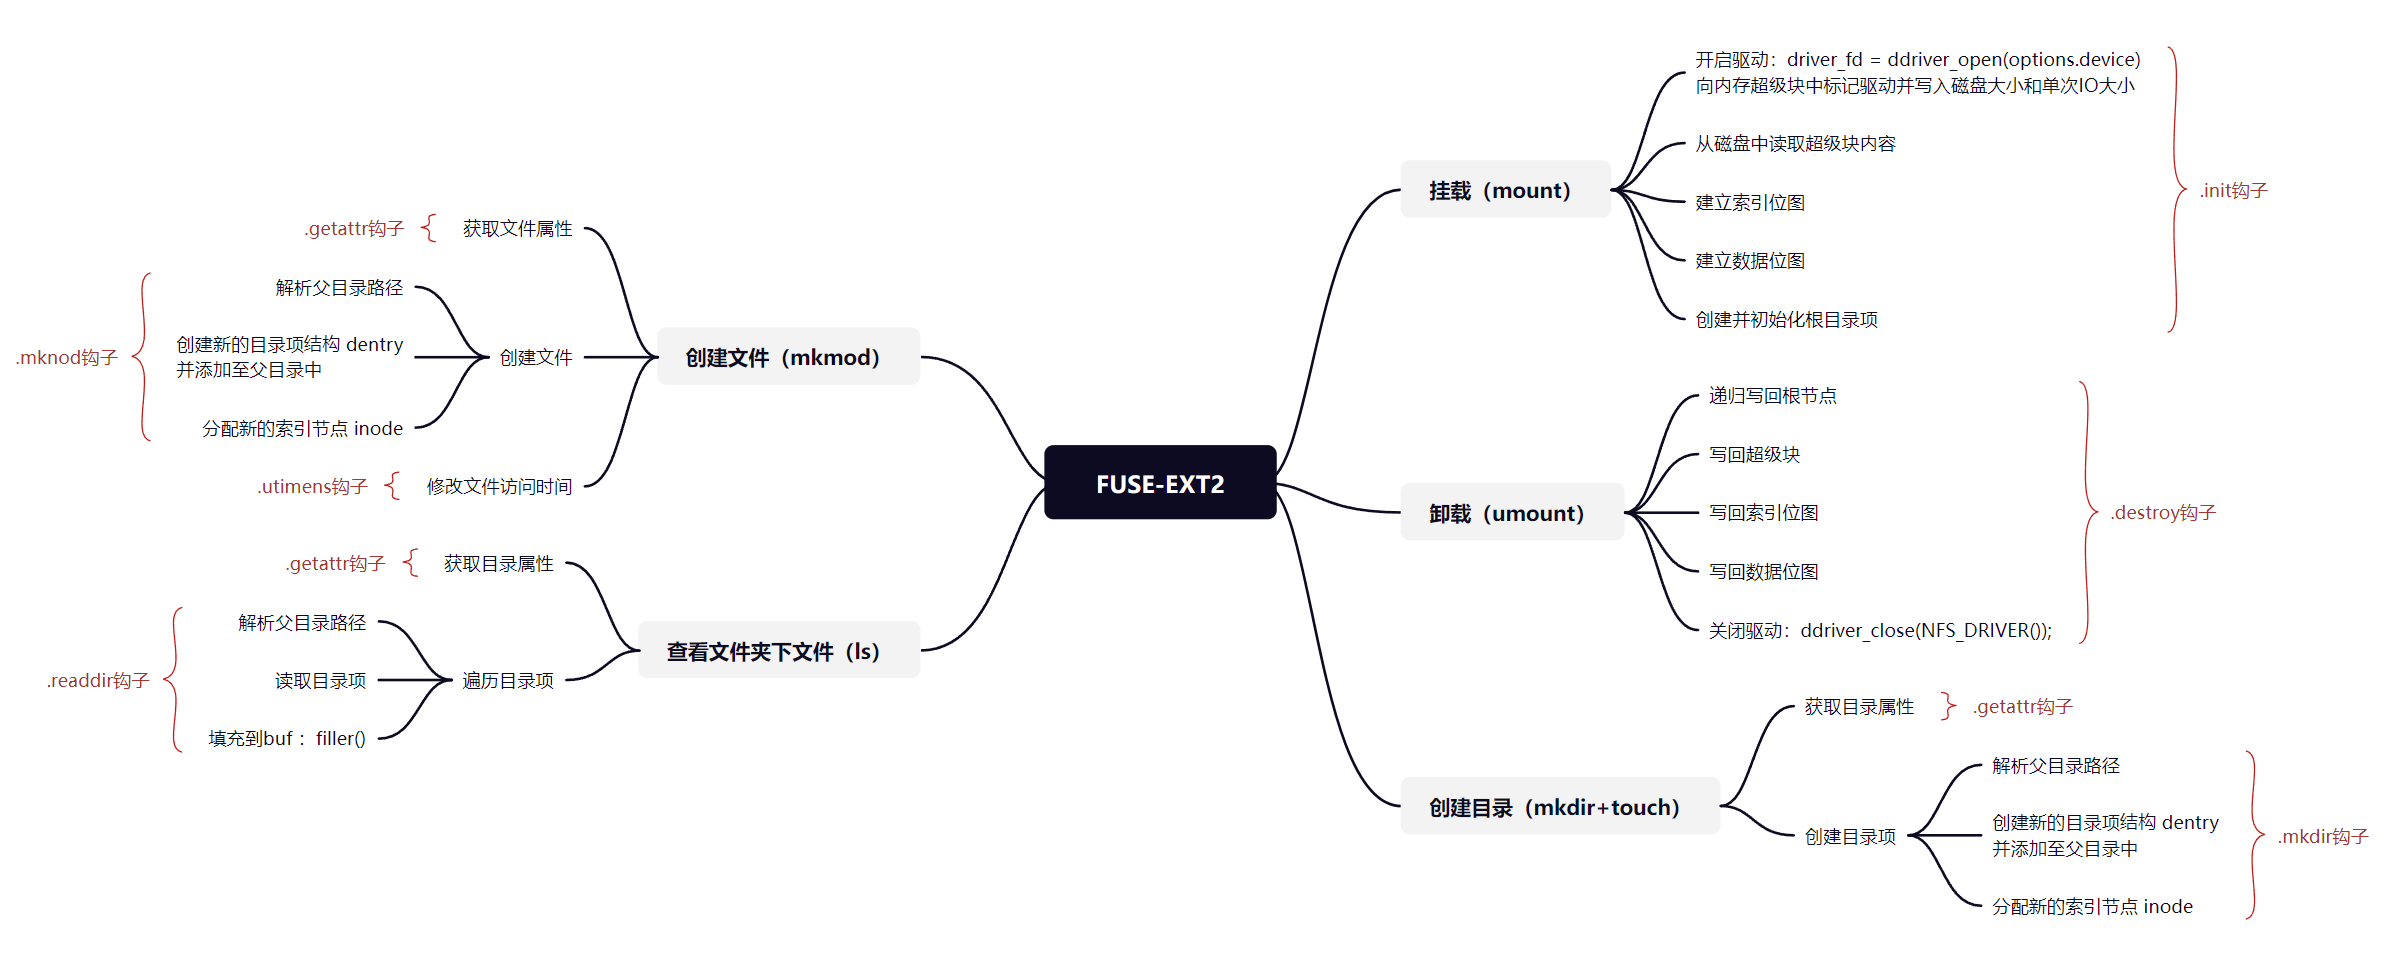 FUSE-EXT2
挂载（mount）
开启驱动：driver_fd = ddriver_open(options.device)
向内存超级块中标记驱动并写入磁盘大小和单次IO大小
从磁盘中读取超级块内容
建立索引位图
建立数据位图
创建并初始化根目录项
.init钩子
卸载（umount）
递归写回根节点
写回超级块
写回索引位图
写回数据位图
关闭驱动：ddriver_close(NFS_DRIVER());
.destroy钩子
创建目录（mkdir+touch）
获取目录属性
.getattr钩子
创建目录项
解析父目录路径
创建新的目录项结构 dentry
并添加至父目录中
分配新的索引节点 inode
.mkdir钩子
创建文件（mkmod）
获取文件属性
.getattr钩子
创建文件
解析父目录路径
创建新的目录项结构 dentry
并添加至父目录中
分配新的索引节点 inode
.mknod钩子
修改文件访问时间
.utimens钩子
查看文件夹下文件（ls）
获取目录属性
.getattr钩子
遍历目录项
解析父目录路径
读取目录项
填充到buf ：filler()
.readdir钩子